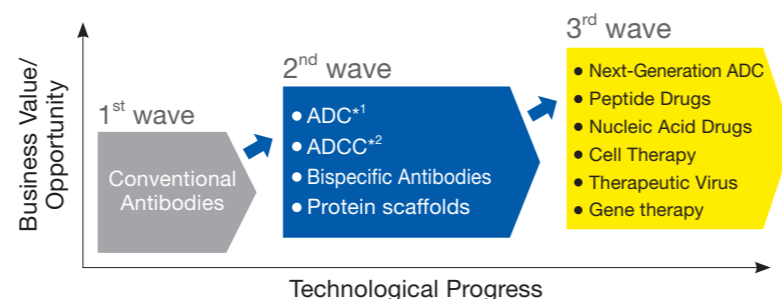 Business Value/
Opportunity
1st wave
Conventional
Antibodies
2nd wave
● ADC*1
● ADCC*2
● Bispecific Antibodies
● Protein scaffolds
3rd wave
● Next-Generation ADC
● Peptide Drugs
● Nucleic Acid Drugs
● Cell Therapy
● Therapeutic Virus
● Gene therapy
Technological Progress